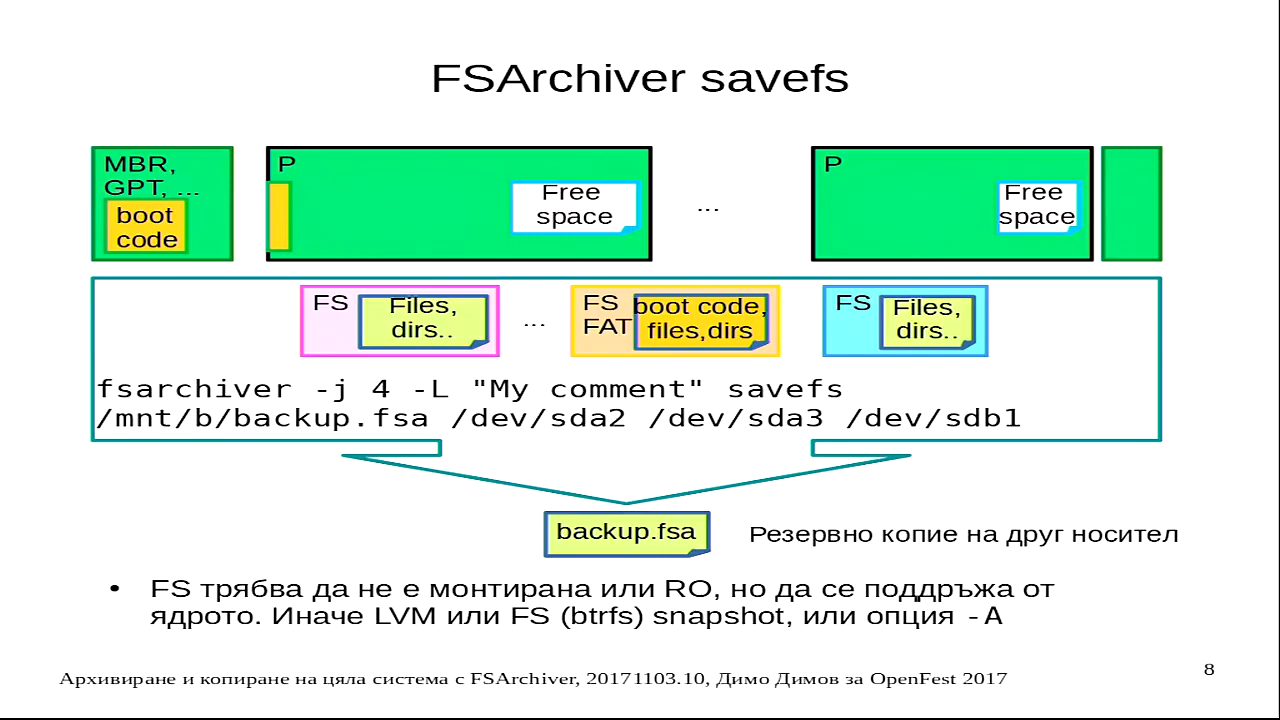 FSArchiver savefs
MBR,
GPT, ...
boot
code
P
Free
space
...
P
Free
space
FS
Files,
dirs..
...
FS
FAT
boot code,
files,dirs
FS
Files,
dirs..
fsarchiver -j 4 -L "My comment" savefs
/mnt/b/backup.fsa /dev/sda2 /dev/sda3 /dev/sdb1
backup.fsa
Резервно копие на друг носител
• FS трябва да не е монтирана или RO, но да се поддръжа от
ядрото. Иначе LVM или FS (btrfs) snapshot, или опция -A
Архивиране и копиране на цяла система с FSArchiver, 20171103.10, Димо Димов за OpenFest 2017
8